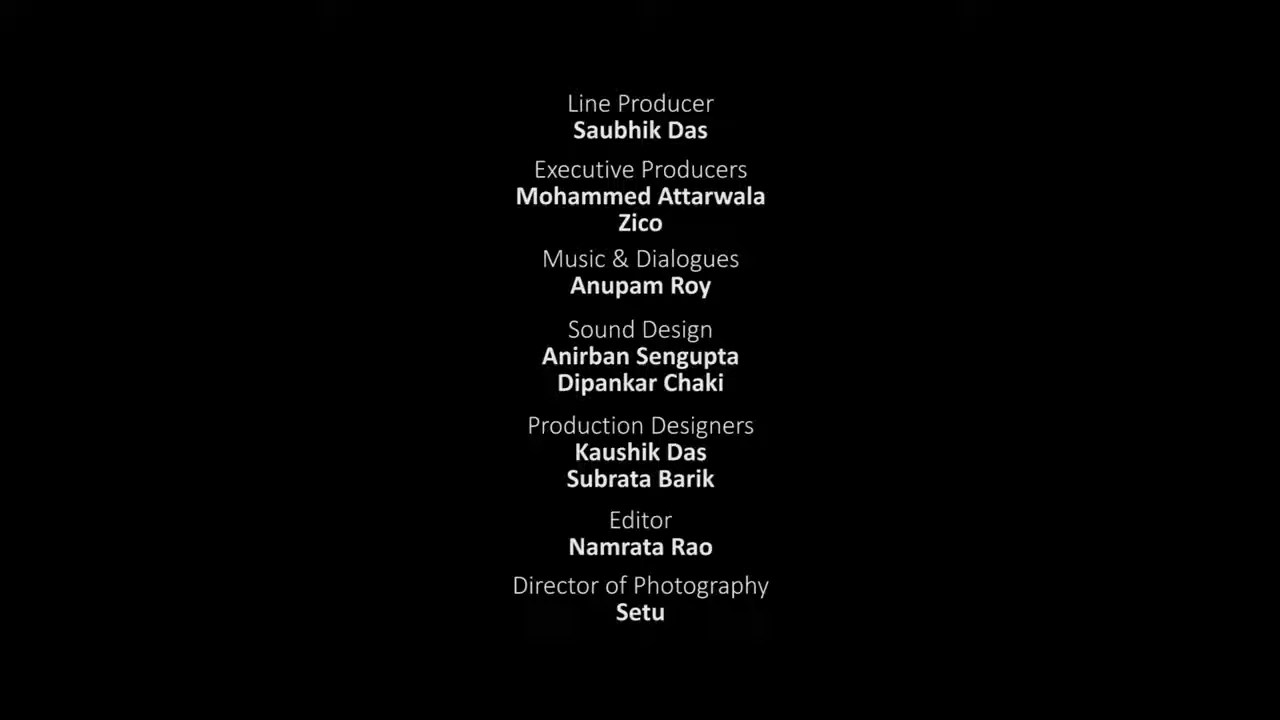 Line Producer
Saubhik Das
Executive Producers
Mohammed Attarwala
Zico
Music & Dialogues
Anupam Roy
Sound Design
Anirban Sengupta
Dipankar Chaki
Production Designers
Kaushik Das
Subrata Barik
Editor
Namrata Rao
Director of Photography
Setu